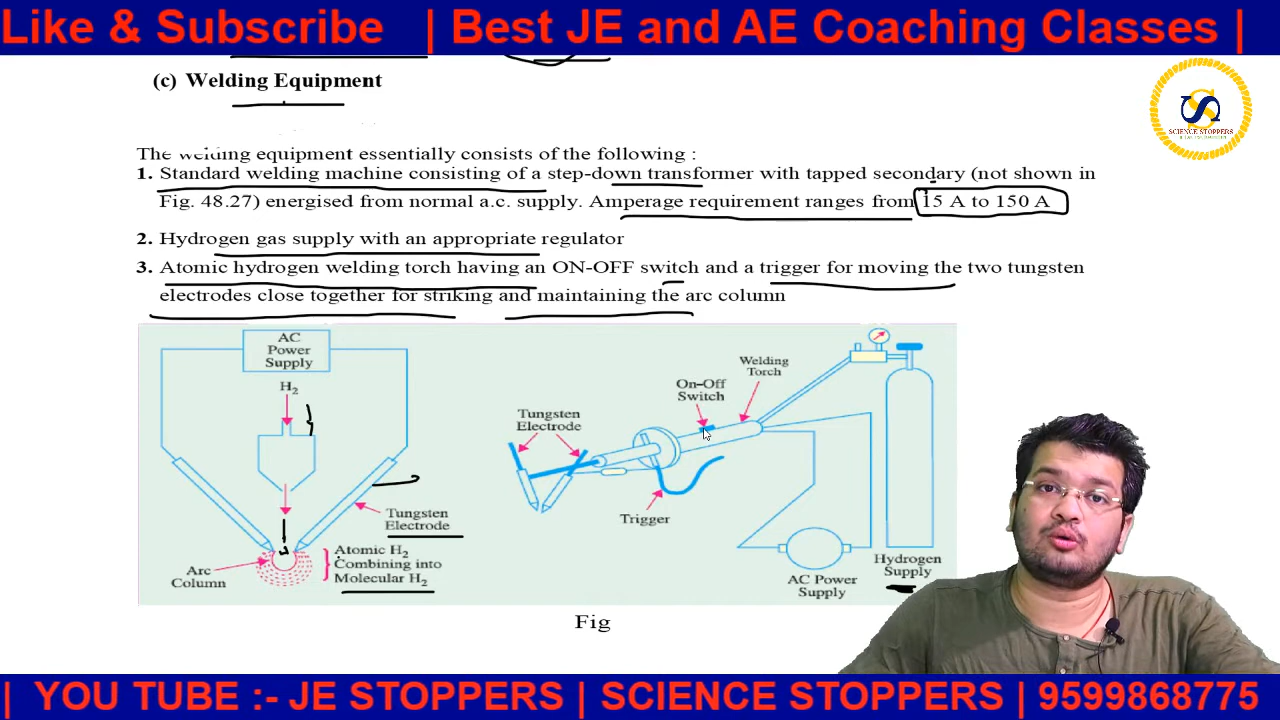 Like & Subscribe | Best JE and AE Coaching Classes |
(c) Welding Equipment
SCIENCE STOPPERS
The welding equipment essentially consists of the following :
1. Standard welding machine consisting of a step-down transformer with tapped secondary (not shown in
Fig. 48.27) energised from normal a.c. supply. Amperage requirement ranges from 15 A to 150 A
2. Hydrogen gas supply with an appropriate regulator
3. Atomic hydrogen welding torch having an ON-OFF switch and a trigger for moving the two tungsten
electrodes close together for striking and maintaining the arc column
AC
Power
Supply
H2
Tungsten
Electrode
Atomic H2
Combining into
Molecular H2
Arc
Column
Tungsten
Electrode
On–Off
Switch
Welding
Torch
Trigger
AC Power
Supply
Hydrogen
Supply
Fig
| YOU TUBE :- JE STOPPERS | SCIENCE STOPPERS | 9599868775